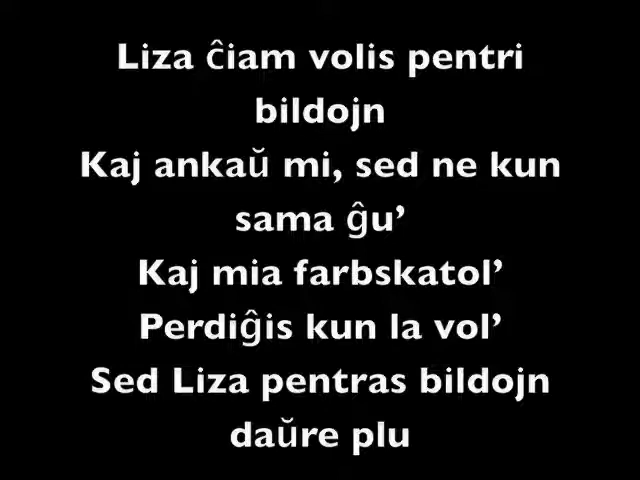 Liza ĉiam volis pentri
bildojn
Kaj ankaŭ mi, sed ne kun
sama ĝu’
Kaj mia farbskatol’
Perdiĝis kun la vol’
Sed Liza pentras bildojn
daŭre plu